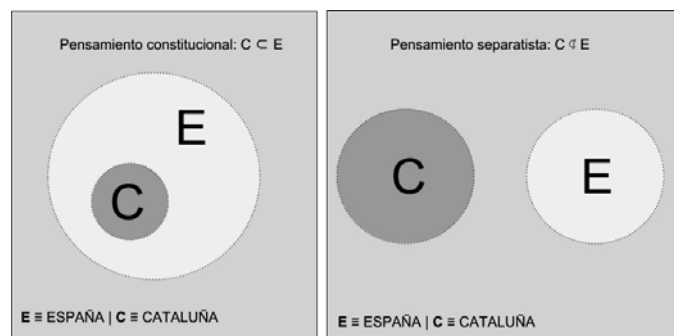 Pensamiento constitucional: C ⊂ E
E
C
E ≡ ESPAÑA | C ≡ CATALUÑA
Pensamiento separatista: C ⊄ E
C
E
E ≡ ESPAÑA | C ≡ CATALUÑA